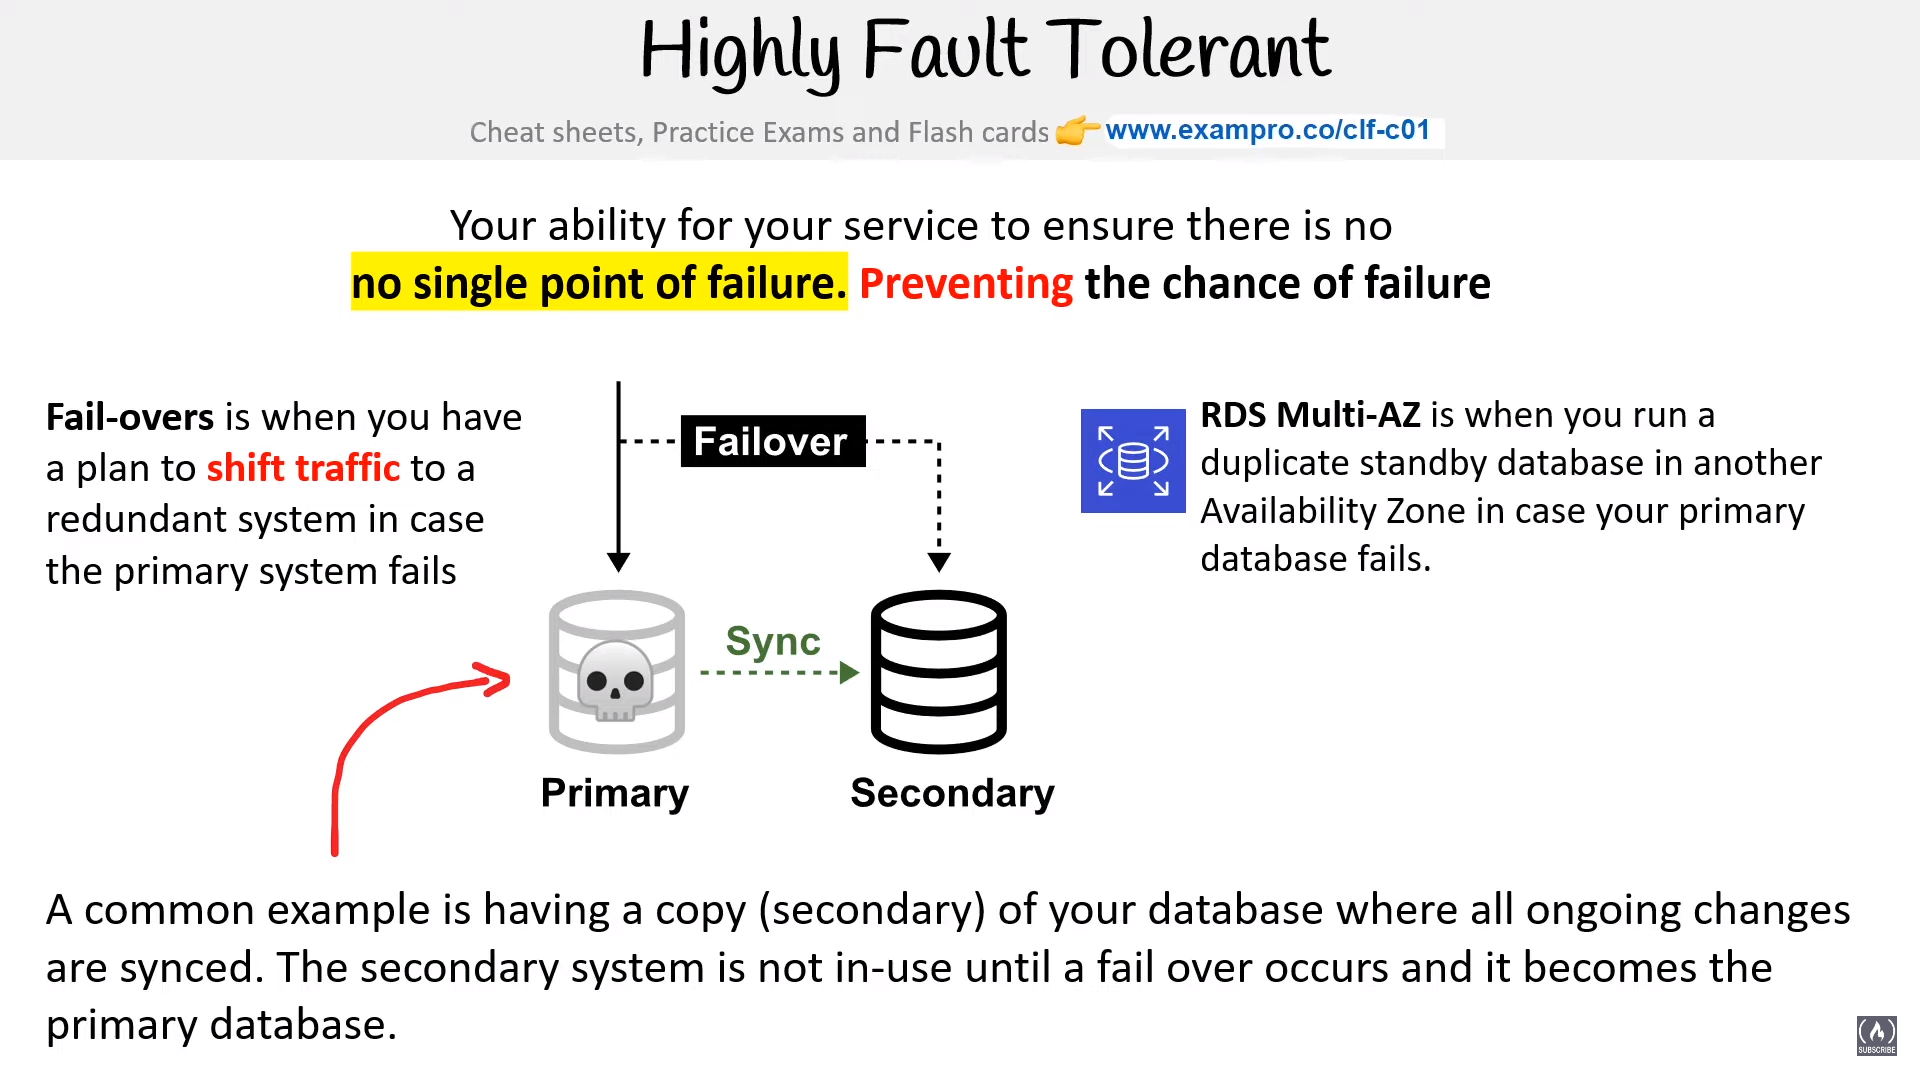 Highly Fault Tolerant
Cheat sheets, Practice Exams and Flash cards 👉 www.exampro.co/clf-c01
Your ability for your service to ensure there is no
no single point of failure. Preventing the chance of failure
Fail-overs is when you have
a plan to shift traffic to a
redundant system in case
the primary system fails
Failover
RDS Multi-AZ is when you run a
duplicate standby database in another
Availability Zone in case your primary
database fails.
Sync
Primary
Secondary
A common example is having a copy (secondary) of your database where all ongoing changes
are synced. The secondary system is not in-use until a fail over occurs and it becomes the
primary database.
SUBSCRIBE